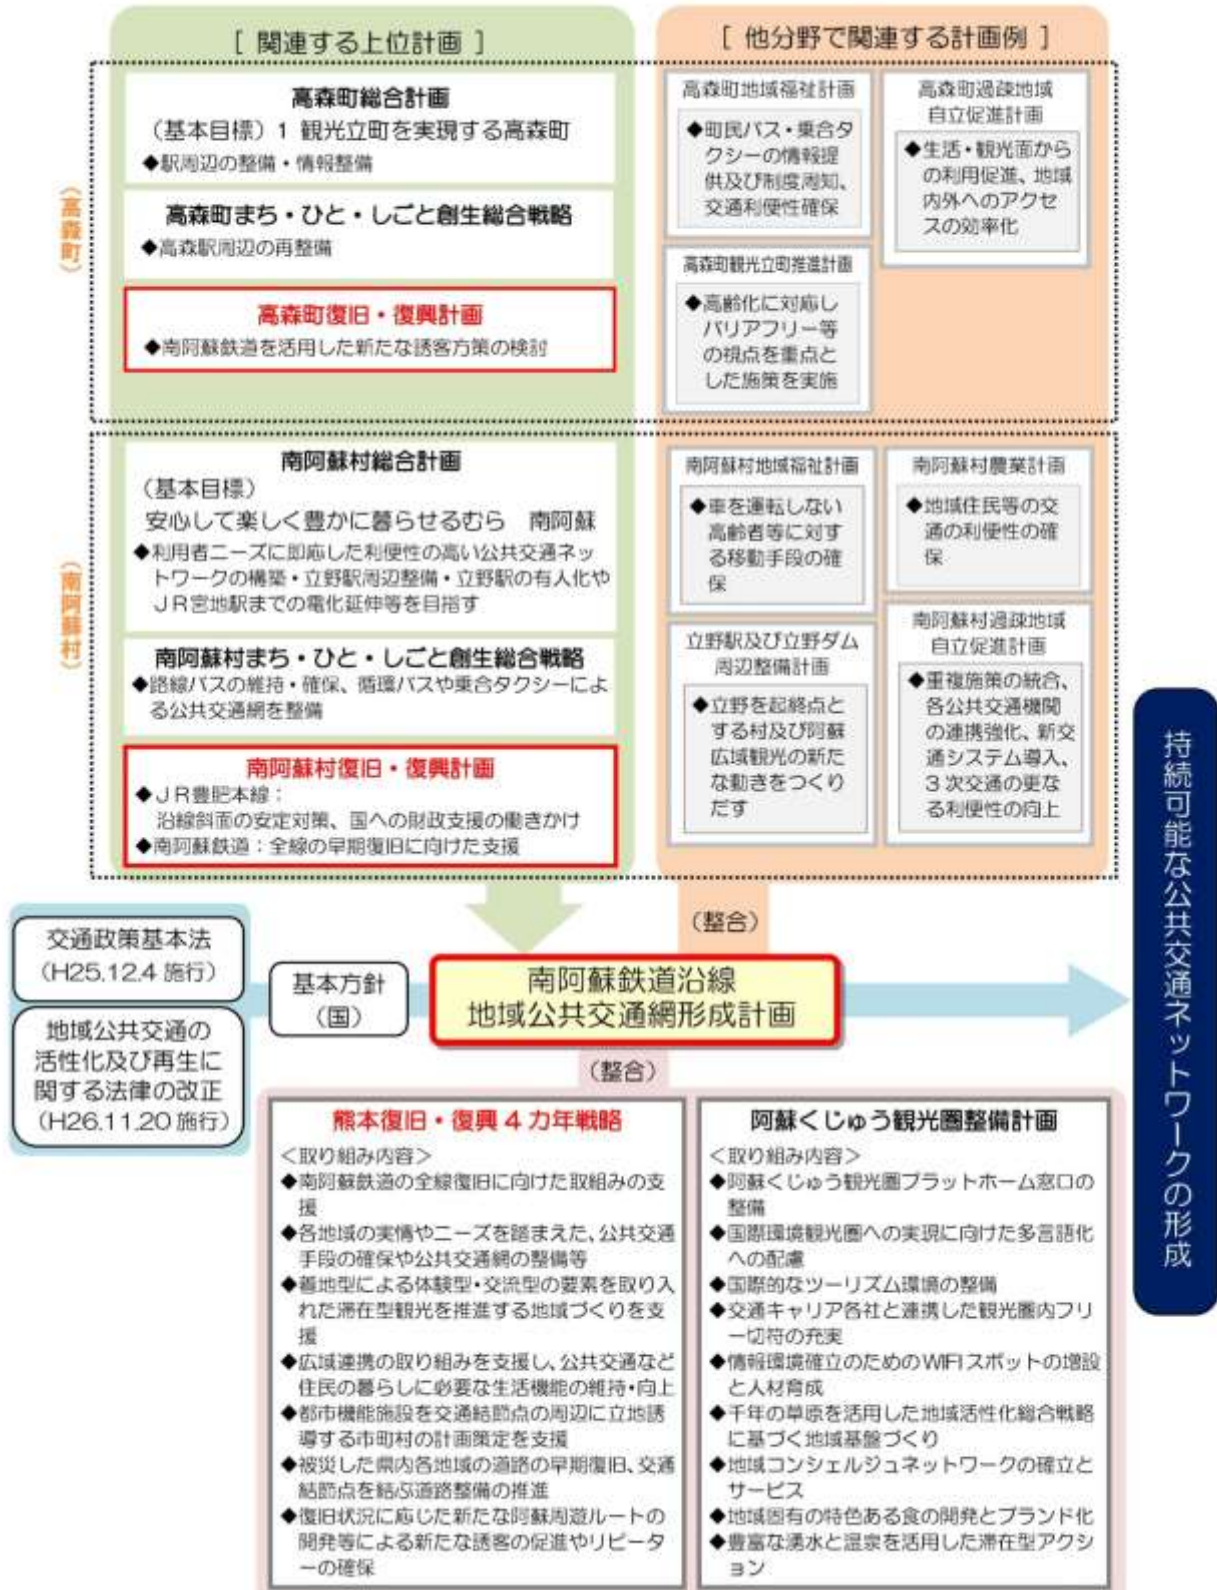 [ 関連する上位計画 ]
(高森町)
高森町総合計画
(基本目標) 1 観光立町を実現する高森町
◆駅周辺の整備・情報整備
高森町まち・ひと・しごと創生総合戦略
◆高森駅周辺の再整備
高森町復旧・復興計画
◆南阿蘇鉄道を活用した新たな誘客方策の検討
[ 他分野で関連する計画例 ]
高森町地域福祉計画
◆町民バス・乗合タ
クシーの情報提
供及び制度周知、
交通利便性確保
高森町過疎地域
自立促進計画
◆生活・観光面から
の利用促進、地域
内外へのアクセ
スの効率化
高森町観光立町推進計画
◆高齢化に対応し
バリアフリー等
の視点を重点と
した施策を実施
(南阿蘇村)
南阿蘇村総合計画
(基本目標)
安心して楽しく豊かに暮らせるむら 南阿蘇
◆利用者ニーズに即応した利便性の高い公共交通ネッ
トワークの構築・立野駅周辺整備・立野駅の有人化や
JR宮地駅までの電化延伸等を目指す
南阿蘇村まち・ひと・しごと創生総合戦略
◆路線バスの維持・確保、循環バスや乗合タクシーによ
る公共交通網を整備
南阿蘇村復旧・復興計画
◆JR豊肥本線:
沿線斜面の安定対策、国への財政支援の働きかけ
◆南阿蘇鉄道:全線の早期復旧に向けた支援
南阿蘇村地域福祉計画
◆車を運転しない
高齢者等に対す
る移動手段の確
保
南阿蘇村農業計画
◆地域住民等の交
通の利便性の確
保
立野駅及び立野ダム
周辺整備計画
◆立野を起終点と
する村及び阿蘇
広域観光の新た
な動きをつくり
だす
南阿蘇村過疎地域
自立促進計画
◆重複施策の統合、
各公共交通機関
の連携強化、新交
通システム導入、
3次交通の更な
る利便性の向上
(整合)
交通政策基本法
(H25.12.4 施行)
地域公共交通の
活性化及び再生に
関する法律の改正
(H26.11.20 施行)
基本方針
(国)
南阿蘇鉄道沿線
地域公共交通網形成計画
持続可能な公共交通ネットワークの形成
(整合)
熊本復旧・復興4カ年戦略
<取り組み内容>
◆南阿蘇鉄道の全線復旧に向けた取組みの支
援
◆各地域の実情やニーズを踏まえた、公共交通
手段の確保や公共交通網の整備等
◆着地型による体験型・交流型の要素を取り入
れた滞在型観光を推進する地域づくりを支
援
◆広域連携の取り組みを支援し、公共交通など
住民の暮らしに必要な生活機能の維持・向上
◆都市機能施設を交通結節点の周辺に立地誘
導する市町村の計画策定を支援
◆被災した県内各地域の道路の早期復旧、交通
結節点を結ぶ道路整備の推進
◆復旧状況に応じた新たな阿蘇周遊ルートの
開発等による新たな誘客の促進やリピータ
ーの確保
阿蘇くじゅう観光圏整備計画
<取り組み内容>
◆阿蘇くじゅう観光圏プラットホーム窓口の
整備
◆国際環境観光圏への実現に向けた多言語化
への配慮
◆国際的なツーリズム環境の整備
◆交通キャリア各社と連携した観光圏内フリ
ー切符の充実
◆情報環境確立のためのWIFIスポットの増設
と人材育成
◆千年の草原を活用した地域活性化総合戦略
に基づく地域基盤づくり
◆地域コンシェルジュネットワークの確立と
サービス
◆地域固有の特色ある食の開発とブランド化
◆豊富な湧水と温泉を活用した滞在型アクシ
ョン